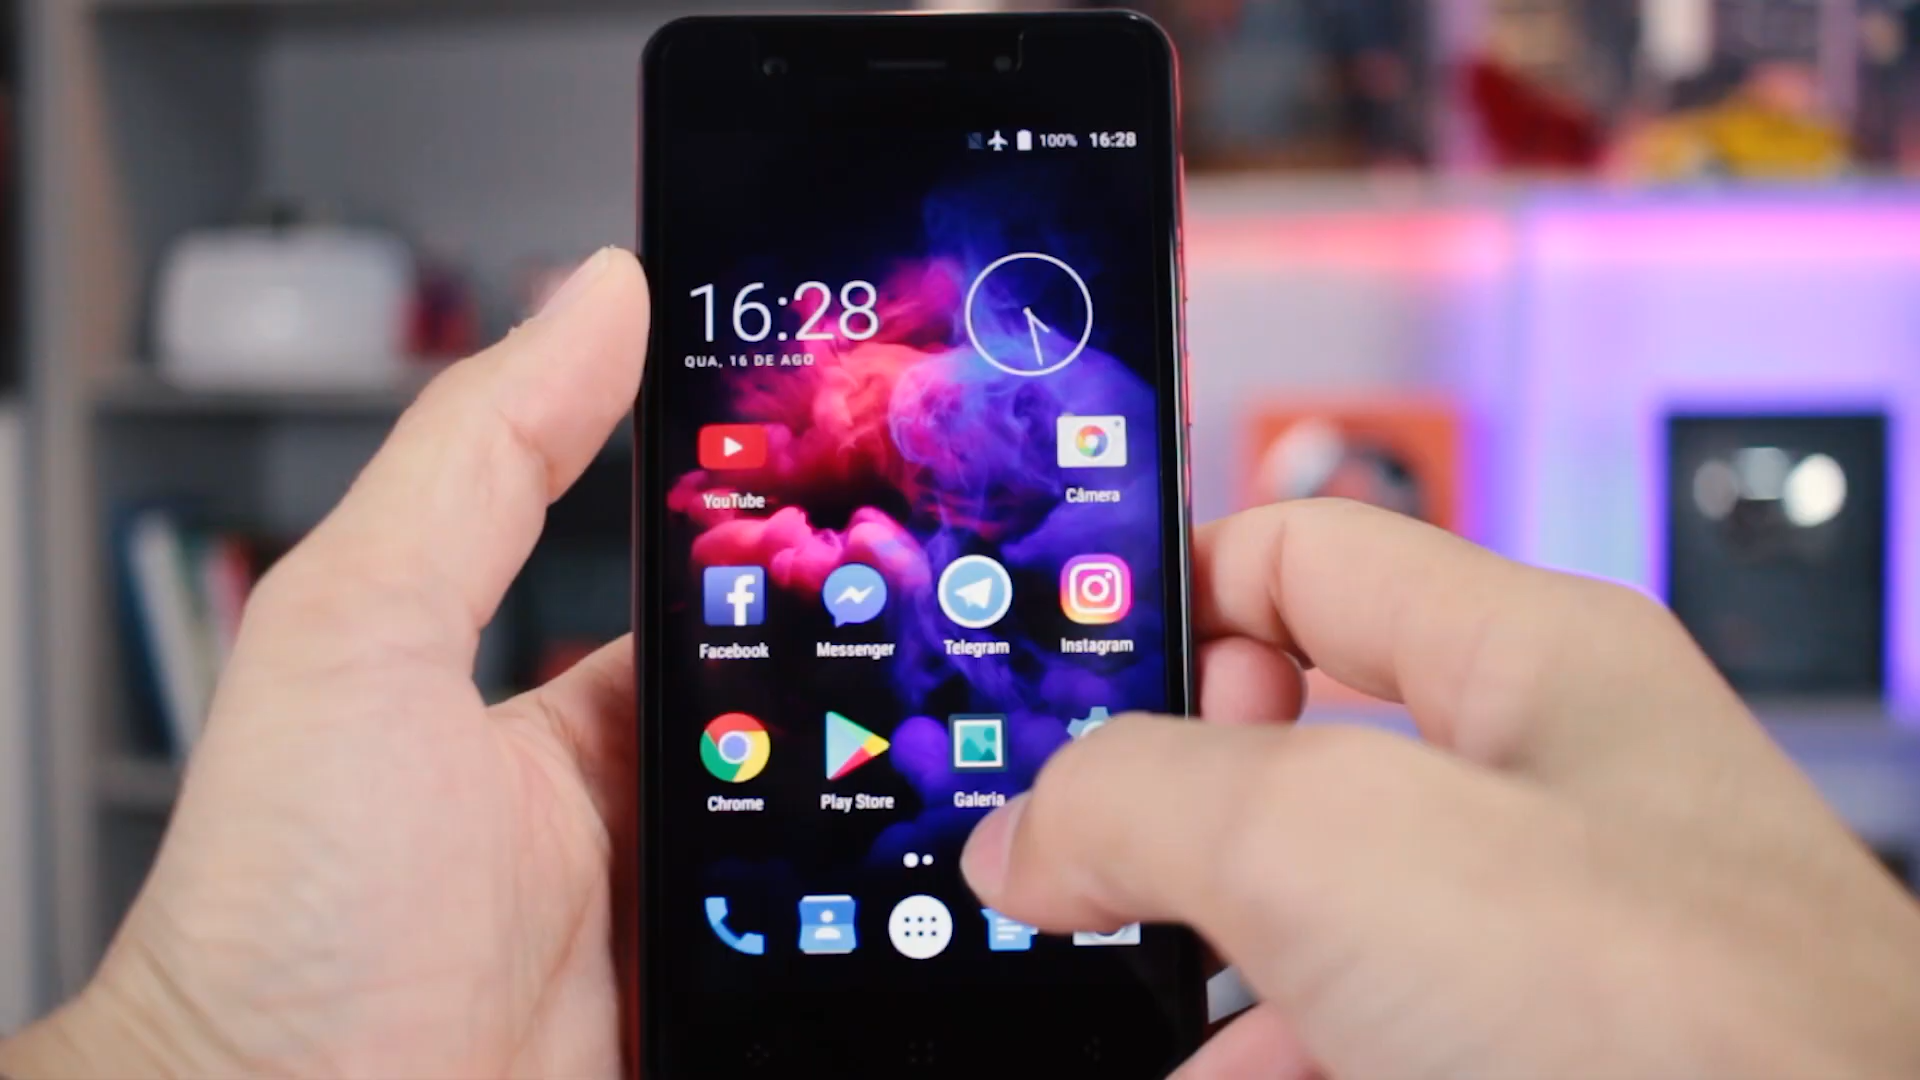 100% 16:28
16:28
QUA, 16 DE AGO
YouTube
Câmera
Facebook
Messenger
Telegram
Instagram
Chrome
Play Store
Galeria